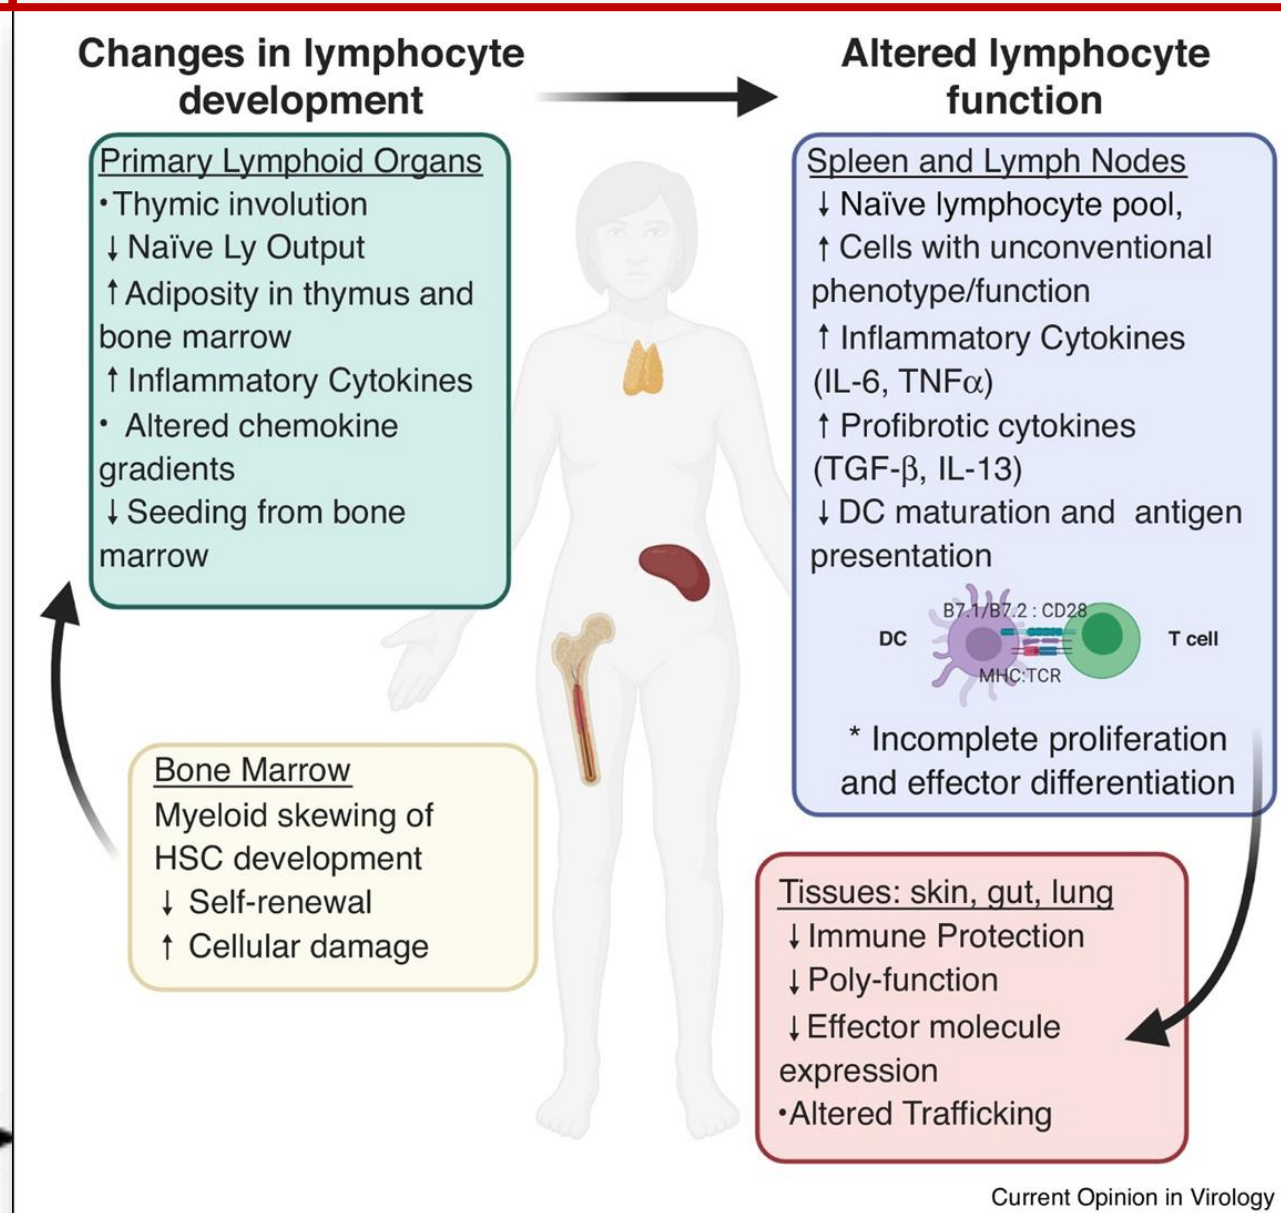 Changes in lymphocyte
development
Altered lymphocyte
function
Primary Lymphoid Organs
•Thymic involution
↓ Naïve Ly Output
↑ Adiposity in thymus and
bone marrow
↑ Inflammatory Cytokines
• Altered chemokine
gradients
↓ Seeding from bone
marrow
Bone Marrow
Myeloid skewing of
HSC development
↓ Self-renewal
↑ Cellular damage
Spleen and Lymph Nodes
↓ Naïve lymphocyte pool,
↑ Cells with unconventional
phenotype/function
↑ Inflammatory Cytokines
(IL-6, TNFα)
↑ Profibrotic cytokines
(TGF-β, IL-13)
↓ DC maturation and antigen
presentation
B7.1/B7.2 : CD28
DC
T cell
MHC:TCR
* Incomplete proliferation
and effector differentiation
Tissues: skin, gut, lung
↓ Immune Protection
↓ Poly-function
↓ Effector molecule
expression
•Altered Trafficking
Current Opinion in Virology